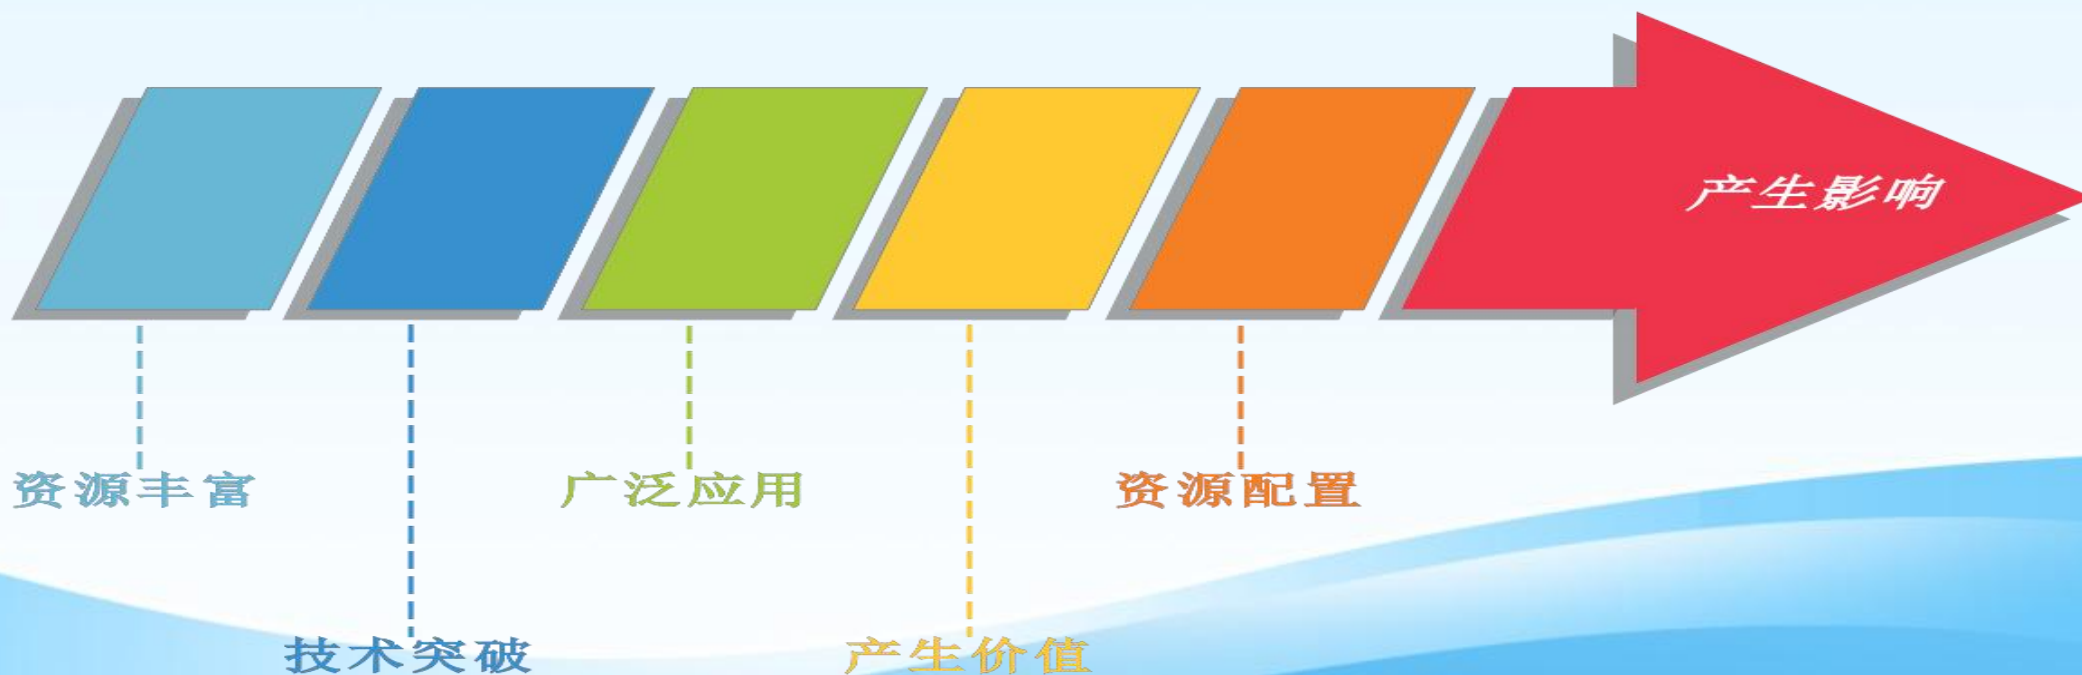 产生影响
资源丰富
广泛应用
资源配置
技术突破
产生价值